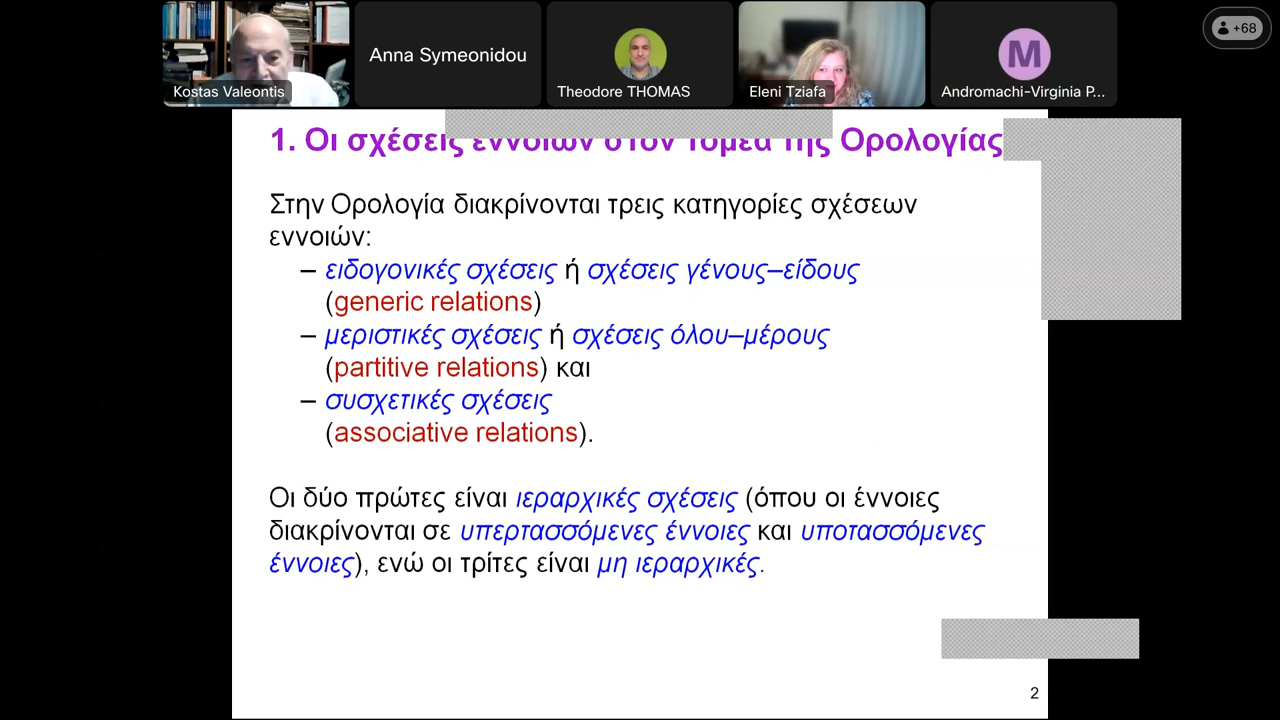 +68
Kostas Valeontis
Anna Symeonidou
Theodore THOMAS
Eleni Tziafa
M
Andromachi-Virginia P...
1. Οι σχέσεις εννοιών στον τομέα της Ορολογίας
Στην Ορολογία διακρίνονται τρεις κατηγορίες σχέσεων
εννοιών:
– ειδογονικές σχέσεις ή σχέσεις γένους–είδους
(generic relations)
– μεριστικές σχέσεις ή σχέσεις όλου–μέρους
(partitive relations) και
– συσχετικές σχέσεις
(associative relations).
Οι δύο πρώτες είναι ιεραρχικές σχέσεις (όπου οι έννοιες
διακρίνονται σε υπερτασσόμενες έννοιες και υποτασσόμενες
έννοιες), ενώ οι τρίτες είναι μη ιεραρχικές.
2